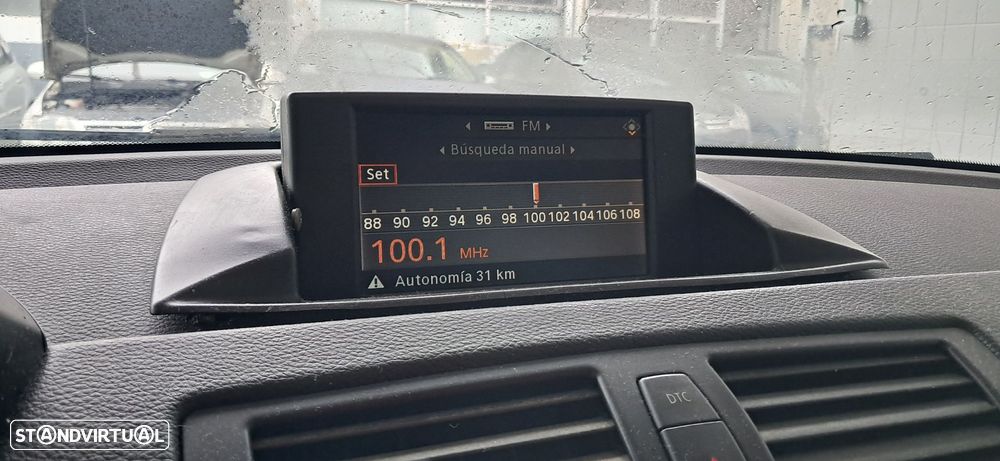 FM
Búsqueda manual
Set
88 90 92 94 96 98 100 102 104 106 108
100.1 MHz
Autonomía 31 km
DTC
STANDVIRTUAL